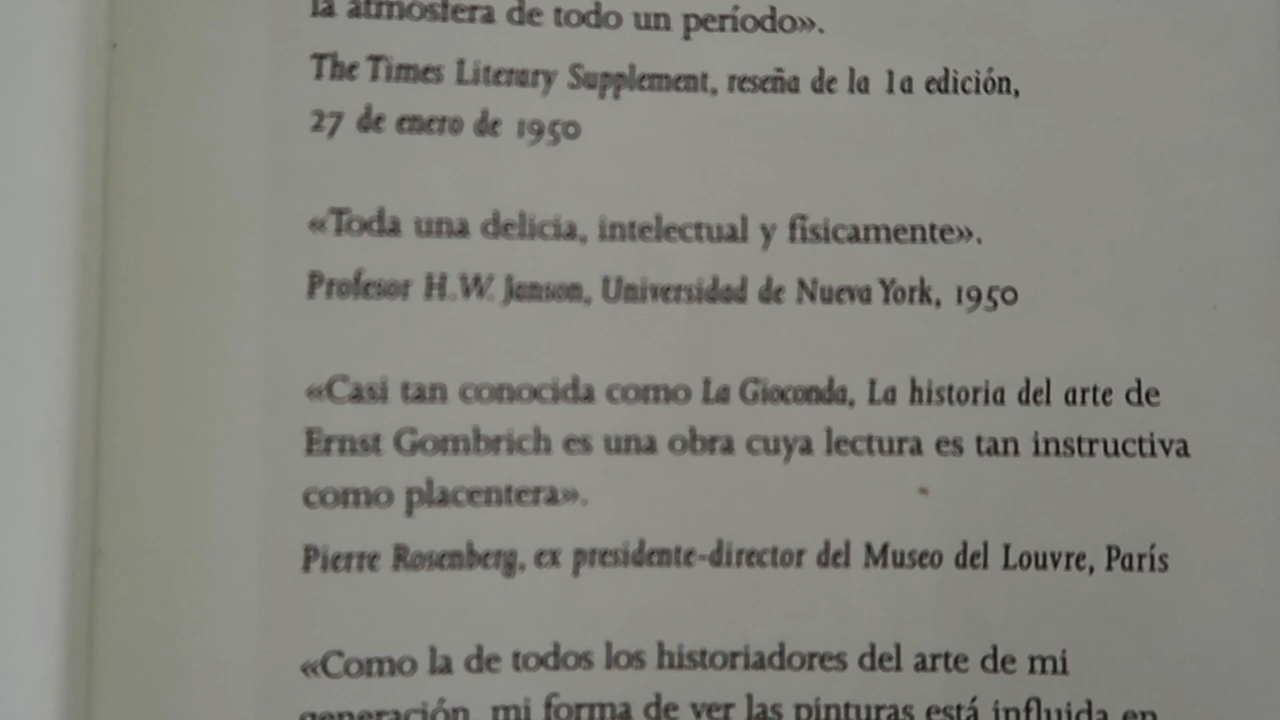 la atmósfera de todo un período».
The Times Literary Supplement, reseña de la 1a edición,
27 de enero de 1950
«Toda una delicia, intelectual y físicamente».
Profesor H.W. Janson, Universidad de Nueva York, 1950
«Casi tan conocida como La Gioconda, La historia del arte de
Ernst Gombrich es una obra cuya lectura es tan instructiva
como placentera».
Pierre Rosenberg, ex presidente-director del Museo del Louvre, París
«Como la de todos los historiadores del arte de mi
generación, mi forma de ver las pinturas está influida en